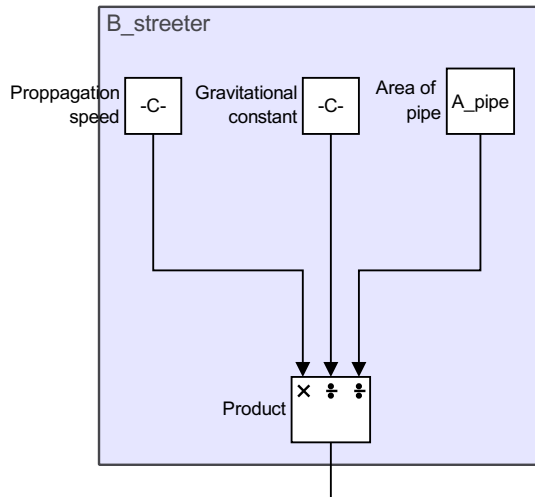 B_streeter
Proppagation
speed
-C-
Gravitational
constant
-C-
Area of
pipe
A_pipe
Product
× ÷ ÷